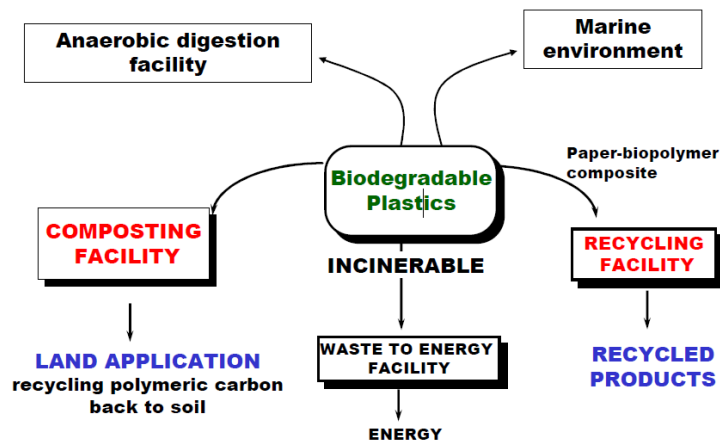 Anaerobic digestion
facility
Marine
environment
Biodegradable
Plastics
Paper-biopolymer
composite
COMPOSTING
FACILITY
INCINERABLE
RECYCLING
FACILITY
LAND APPLICATION
recycling polymeric carbon
back to soil
WASTE TO ENERGY
FACILITY
RECYCLED
PRODUCTS
ENERGY